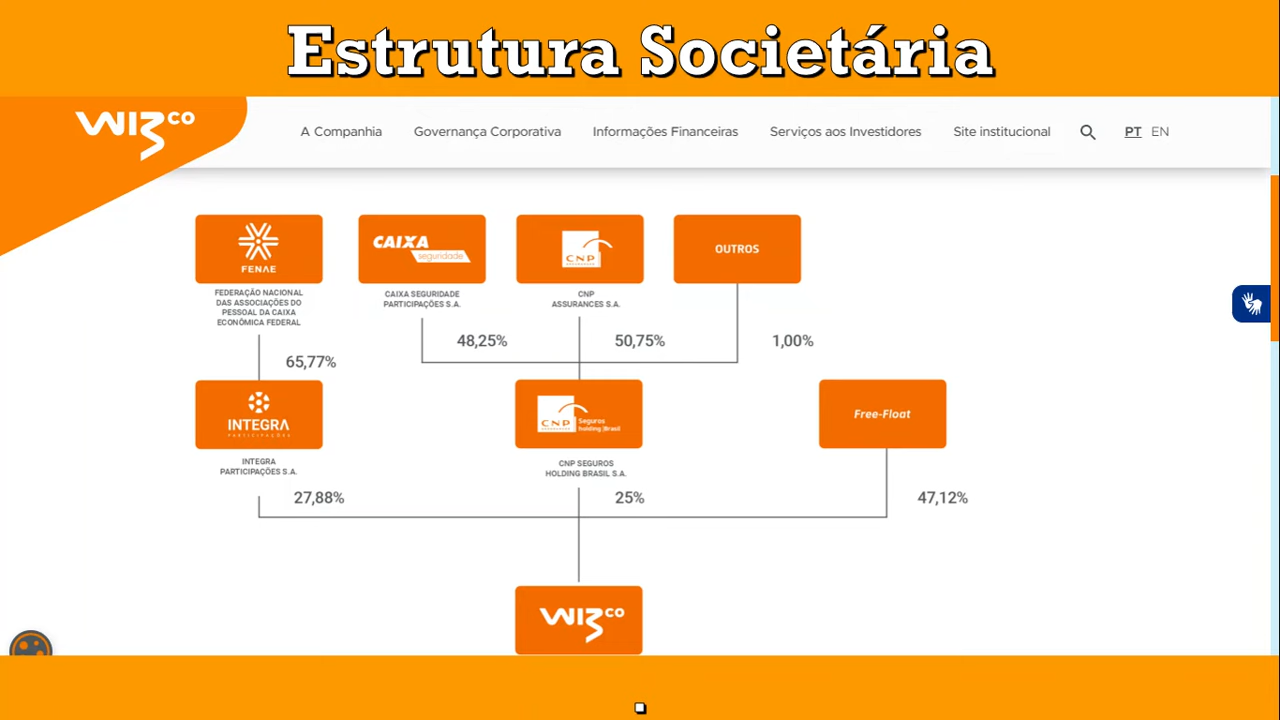 Estrutura Societária
WIZ CO
A Companhia
Governança Corporativa
Informações Financeiras
Serviços aos Investidores
Site institucional
PT EN
FENAE
CAIXA
seguridade
CNP
OUTROS
FEDERAÇÃO NACIONAL
DAS ASSOCIAÇÕES DO
PESSOAL DA CAIXA
ECONÔMICA FEDERAL
CAIXA SEGURIDADE
PARTICIPAÇÕES S.A.
CNP
ASSURANCES S.A.
48,25%
50,75%
1,00%
65,77%
INTEGRA
PARTICIPAÇÕES
CNP
Seguros
holding Brasil
Free-Float
INTEGRA
PARTICIPAÇÕES S.A.
CNP SEGUROS
HOLDING BRASIL S.A.
27,88%
25%
47,12%
WIZ CO